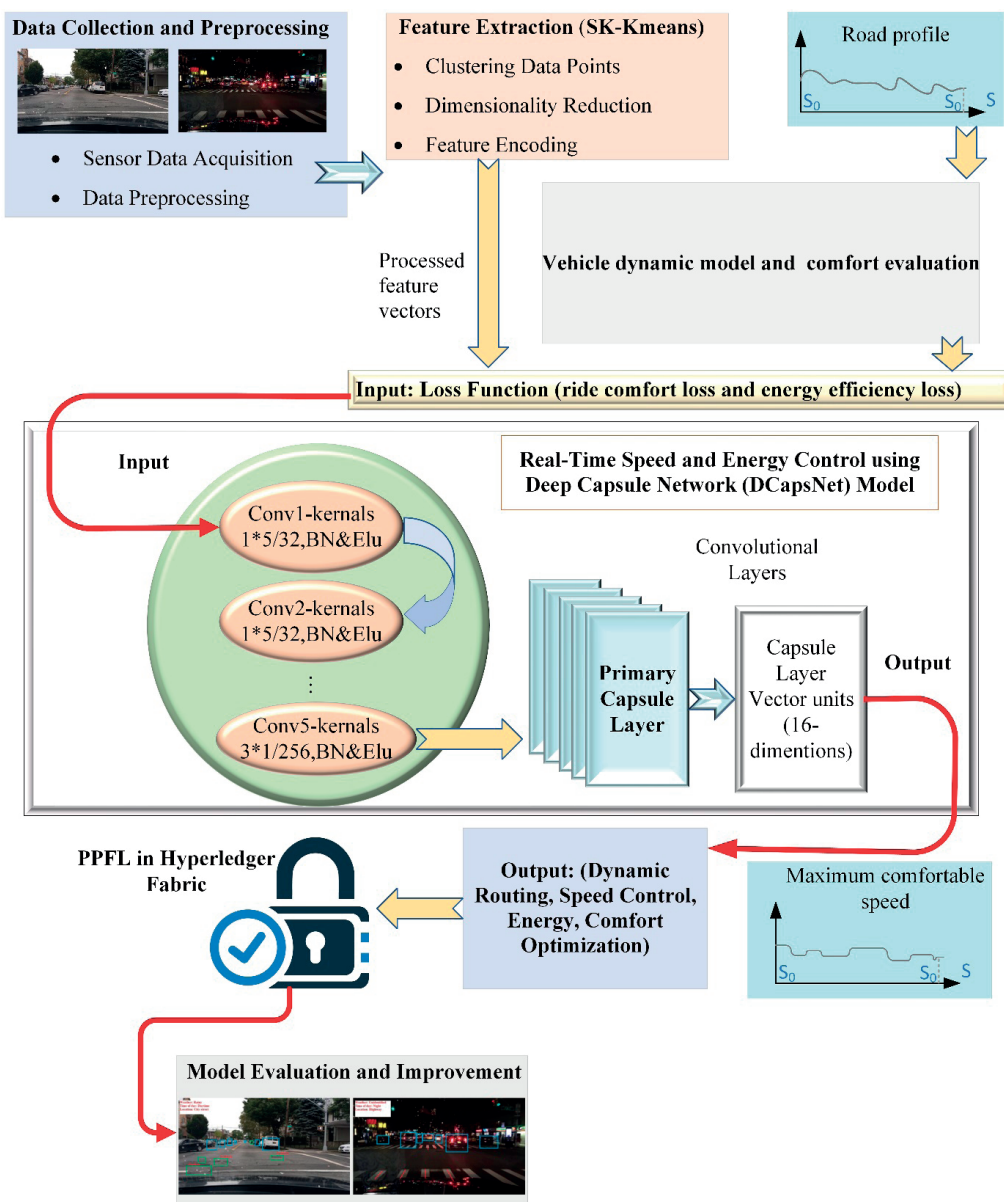 Data Collection and Preprocessing
• Sensor Data Acquisition
• Data Preprocessing
Feature Extraction (SK-Kmeans)
• Clustering Data Points
• Dimensionality Reduction
• Feature Encoding
Road profile
S₀
S₀
S
Processed
feature
vectors
Vehicle dynamic model and comfort evaluation
Input: Loss Function (ride comfort loss and energy efficiency loss)
Input
Real-Time Speed and Energy Control using
Deep Capsule Network (DCapsNet) Model
Conv1-kernals
1*5/32,BN&Elu
Conv2-kernals
1*5/32,BN&Elu
⋮
Conv5-kernals
3*1/256,BN&Elu
Convolutional
Layers
Primary
Capsule
Layer
Capsule
Layer
Vector units
(16-
dimentions)
Output
PPFL in Hyperledger
Fabric
Output: (Dynamic
Routing, Speed Control,
Energy, Comfort
Optimization)
Maximum comfortable
speed
S₀
S₀
S
Model Evaluation and Improvement